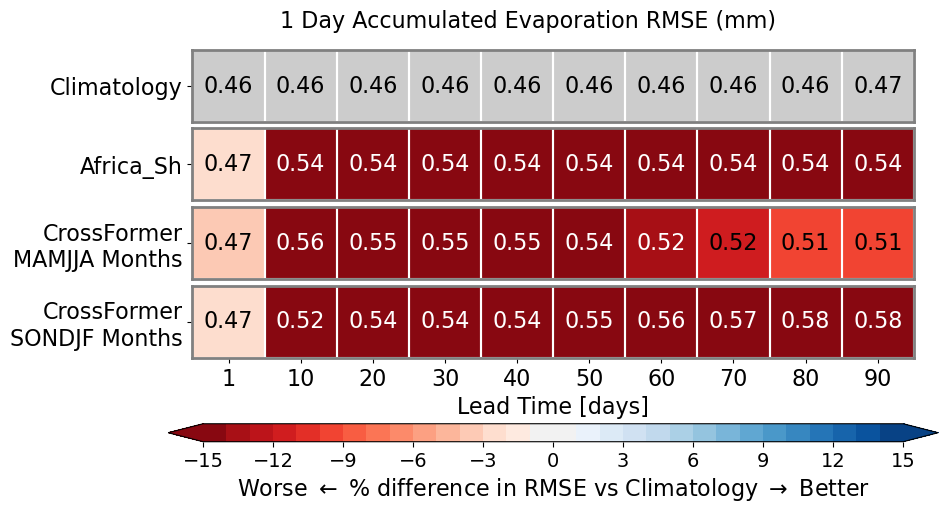 1 Day Accumulated Evaporation RMSE (mm)
Climatology 0.46 0.46 0.46 0.46 0.46 0.46 0.46 0.46 0.46 0.47
Africa_Sh 0.47 0.54 0.54 0.54 0.54 0.54 0.54 0.54 0.54 0.54
CrossFormer
MAMJJA Months 0.47 0.56 0.55 0.55 0.55 0.54 0.52 0.52 0.51 0.51
CrossFormer
SONDJF Months 0.47 0.52 0.54 0.54 0.54 0.55 0.56 0.57 0.58 0.58
1 10 20 30 40 50 60 70 80 90
Lead Time [days]
−15 −12 −9 −6 −3 0 3 6 9 12 15
Worse ← % difference in RMSE vs Climatology → Better